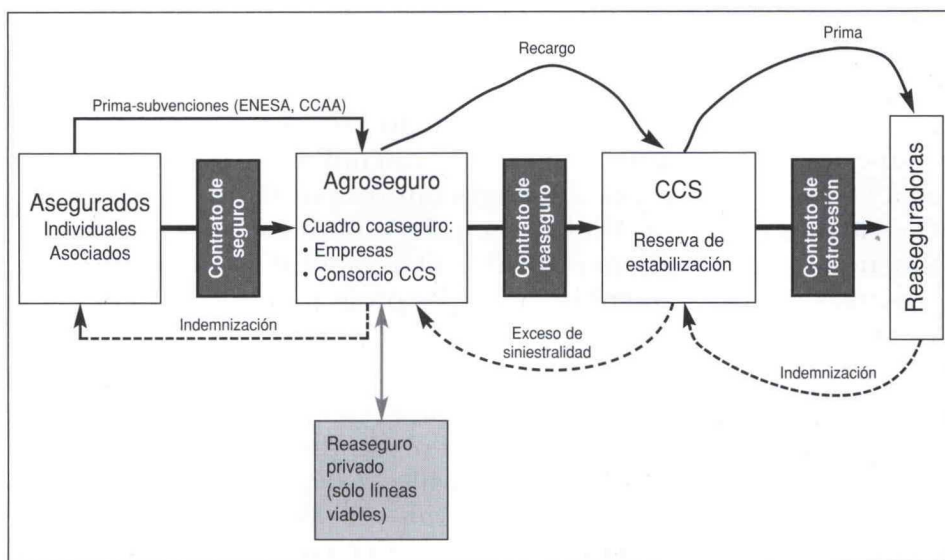 Recargo
Prima
Prima-subvenciones (ENESA, CCAA)
Asegurados
Individuales
Asociados
Contrato de
seguro
Agroseguro
Cuadro coaseguro:
• Empresas
• Consorcio CCS
Contrato de
reaseguro
CCS
Reserva de
estabilización
Contrato de
retrocesión
Reaseguradoras
Indemnización
Exceso de
siniestralidad
Indemnización
Reaseguro
privado
(sólo líneas
viables)